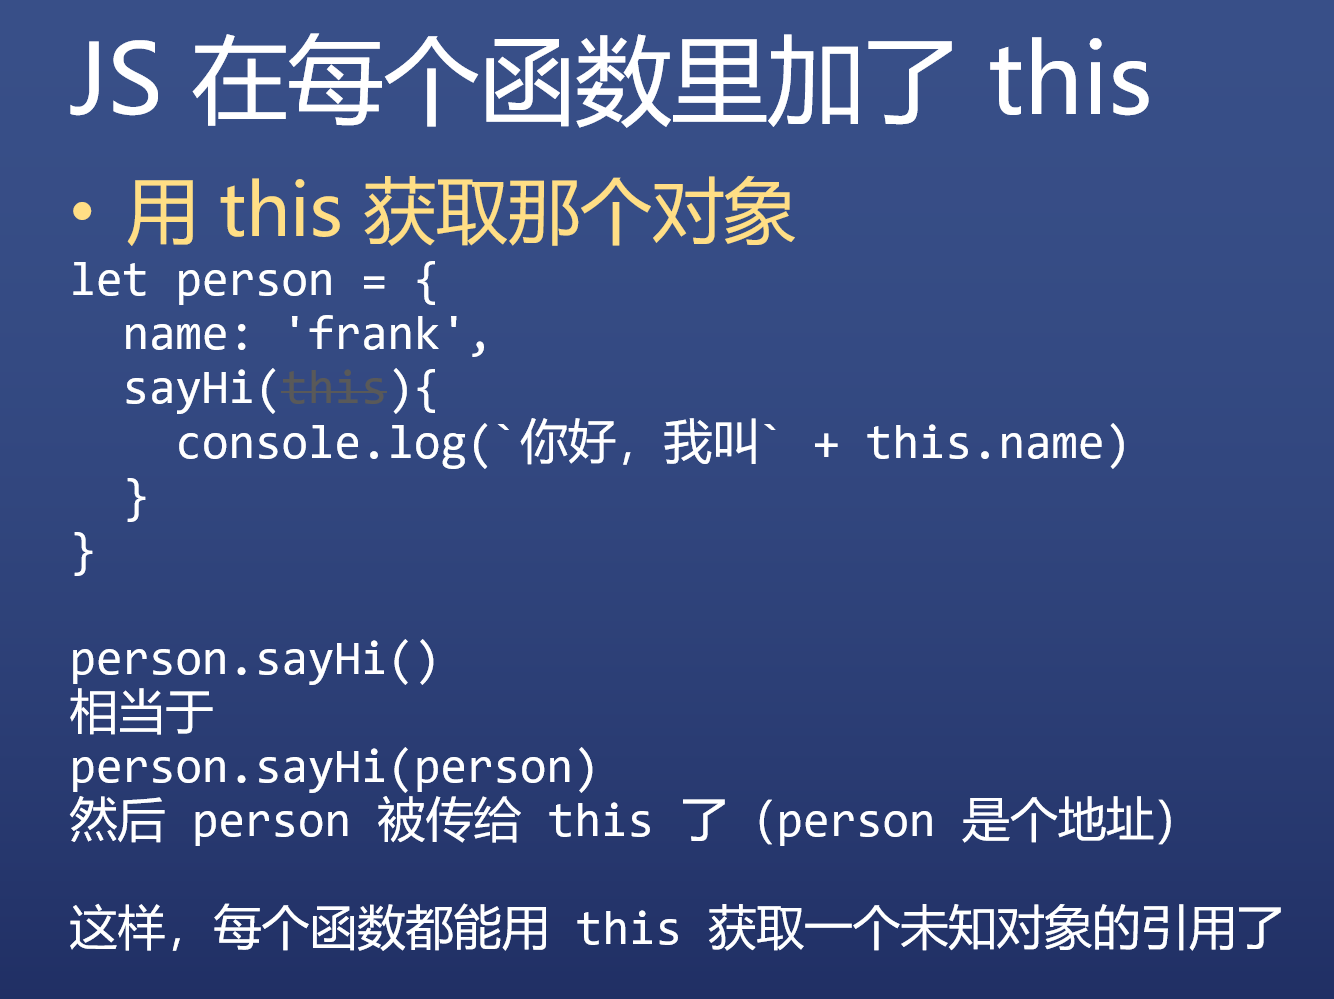 JS 在每个函数里加了 this
• 用 this 获取那个对象
let person = {
  name: 'frank',
  sayHi(this){
    console.log(`你好, 我叫` + this.name)
  }
}
person.sayHi()
相当于
person.sayHi(person)
然后 person 被传给 this 了 (person 是个地址)
这样, 每个函数都能用 this 获取一个未知对象的引用了